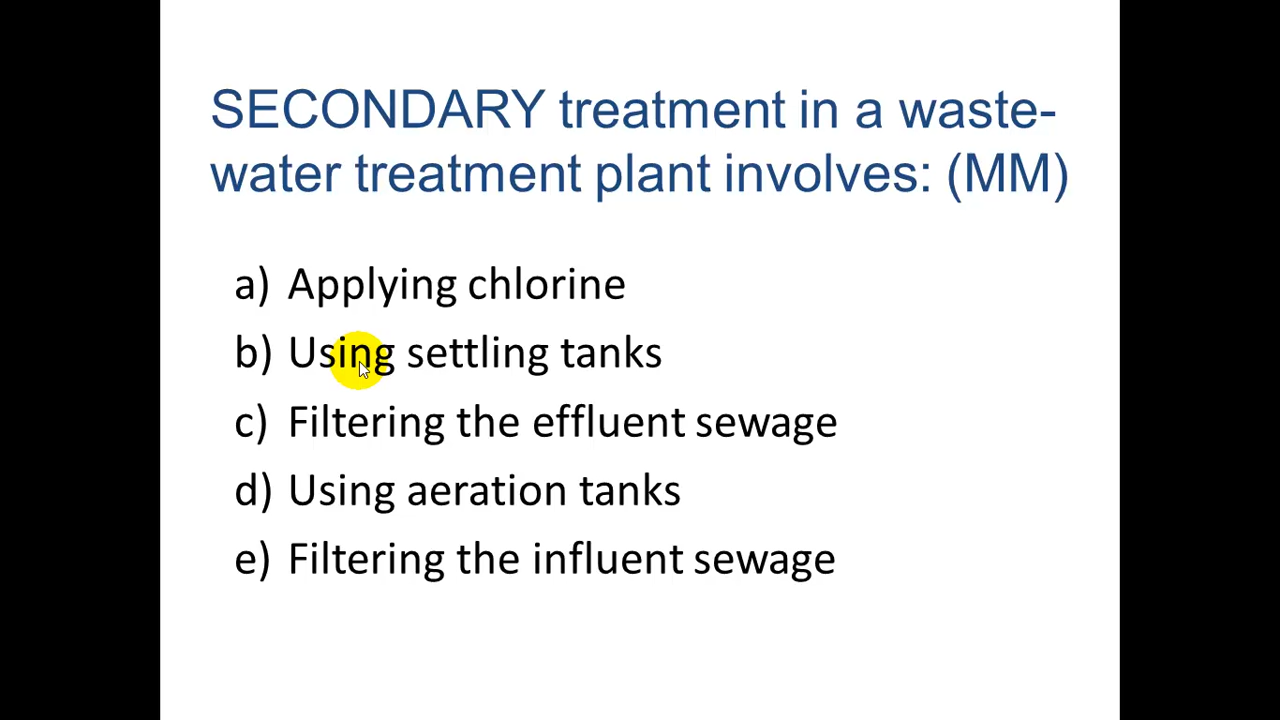 SECONDARY treatment in a waste-
water treatment plant involves: (MM)
a) Applying chlorine
b) Using settling tanks
c) Filtering the effluent sewage
d) Using aeration tanks
e) Filtering the influent sewage